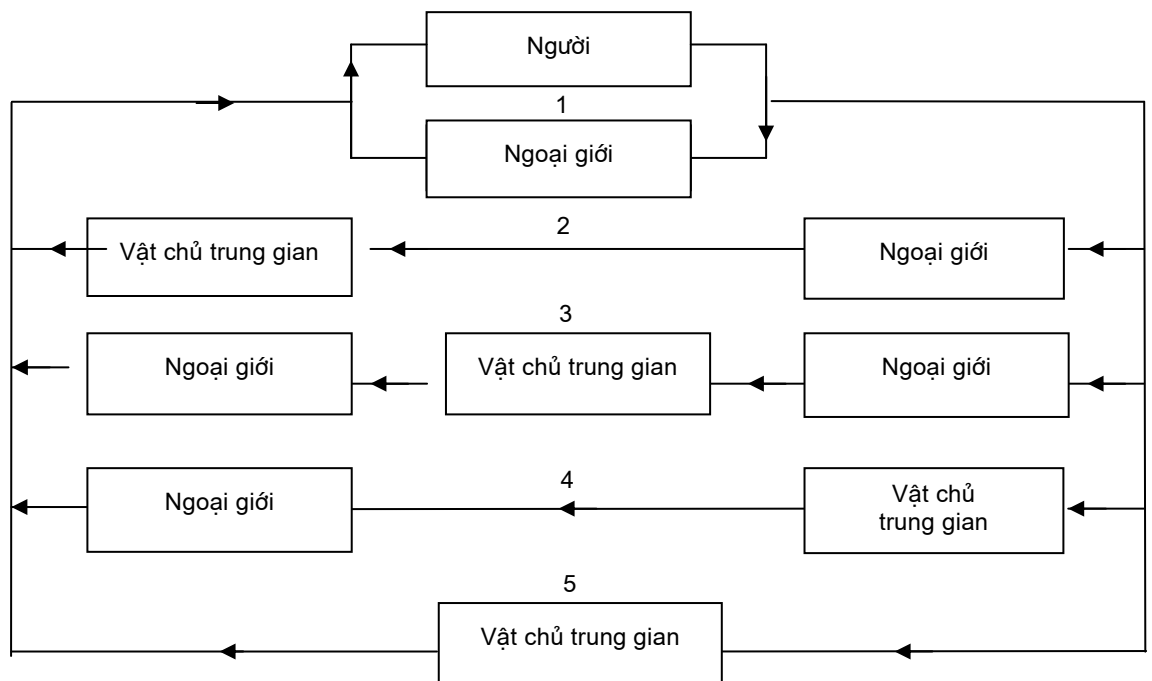 Người
1
Ngoại giới
2
Vật chủ trung gian
Ngoại giới
3
Ngoại giới
Vật chủ trung gian
Ngoại giới
4
Ngoại giới
Vật chủ
trung gian
5
Vật chủ trung gian